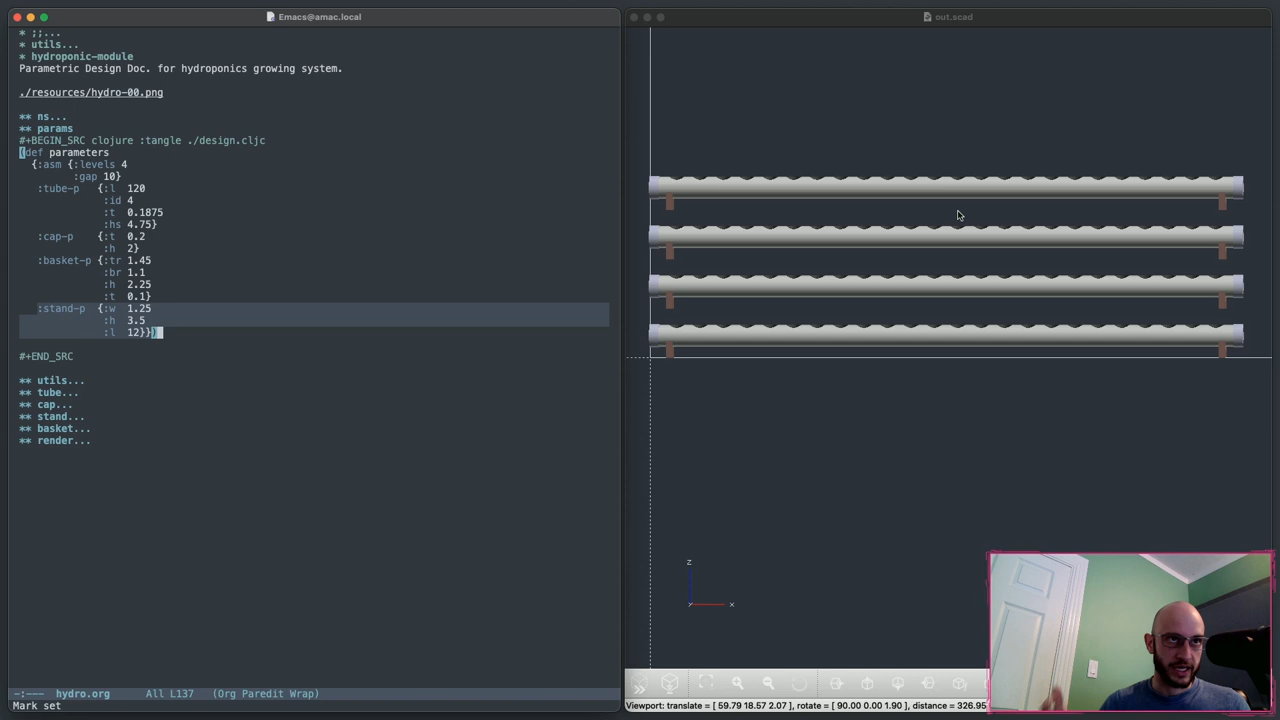 Emacs@amac.local
* ;;...
* utils...
* hydroponic-module
Parametric Design Doc. for hydroponics growing system.
./resources/hydro-00.png
** ns...
** params
#+BEGIN_SRC clojure :tangle ./design.cljc
(def parameters
{:asm {:levels 4
:gap 10}
:tube-p {:l 120
:id 4
:t 0.1875
:hs 4.75}
:cap-p {:t 0.2
:h 2}
:basket-p {:tr 1.45
:br 1.1
:h 2.25
:t 0.1}
:stand-p {:w 1.25
:h 3.5
:l 12}})
#+END_SRC
** utils...
** tube...
** cap...
** stand...
** basket...
** render...
-:--- hydro.org All L137 (Org Paredit Wrap)
Mark set
out.scad
z
y x
Viewport: translate = [ 59.79 18.57 2.07 ], rotate = [ 90.00 0.00 1.90 ], distance = 326.95